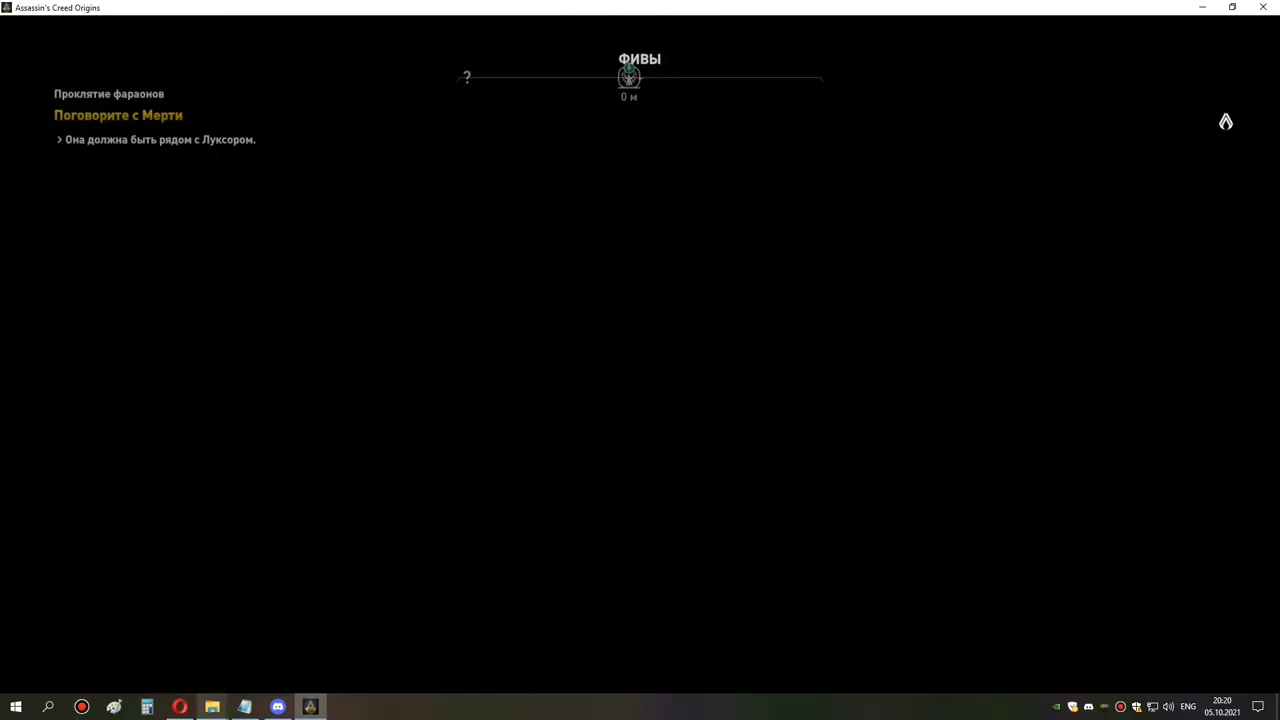 Assassin's Creed Origins
ФИВЫ
?
0 м
Проклятие фараонов
Поговорите с Мерти
> Она должна быть рядом с Луксором.
ENG
20:20
05.10.2021